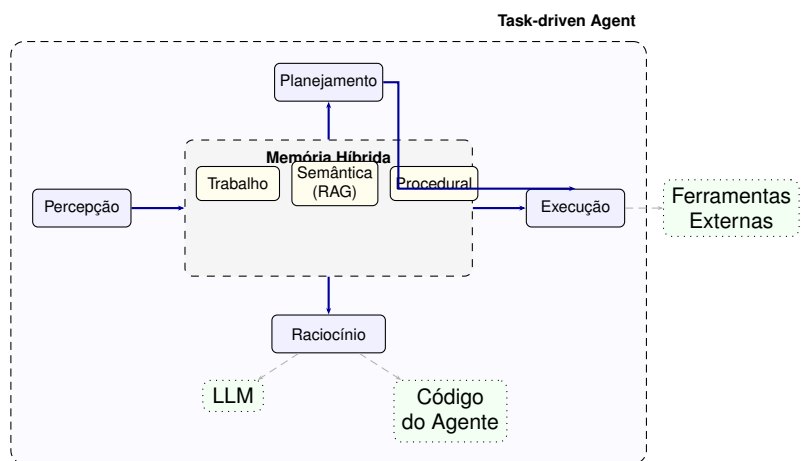 Task-driven Agent
Planejamento
Memória Híbrida
Trabalho
Semântica
(RAG)
Procedural
Percepção
Execução
Ferramentas
Externas
Raciocínio
LLM
Código
do Agente